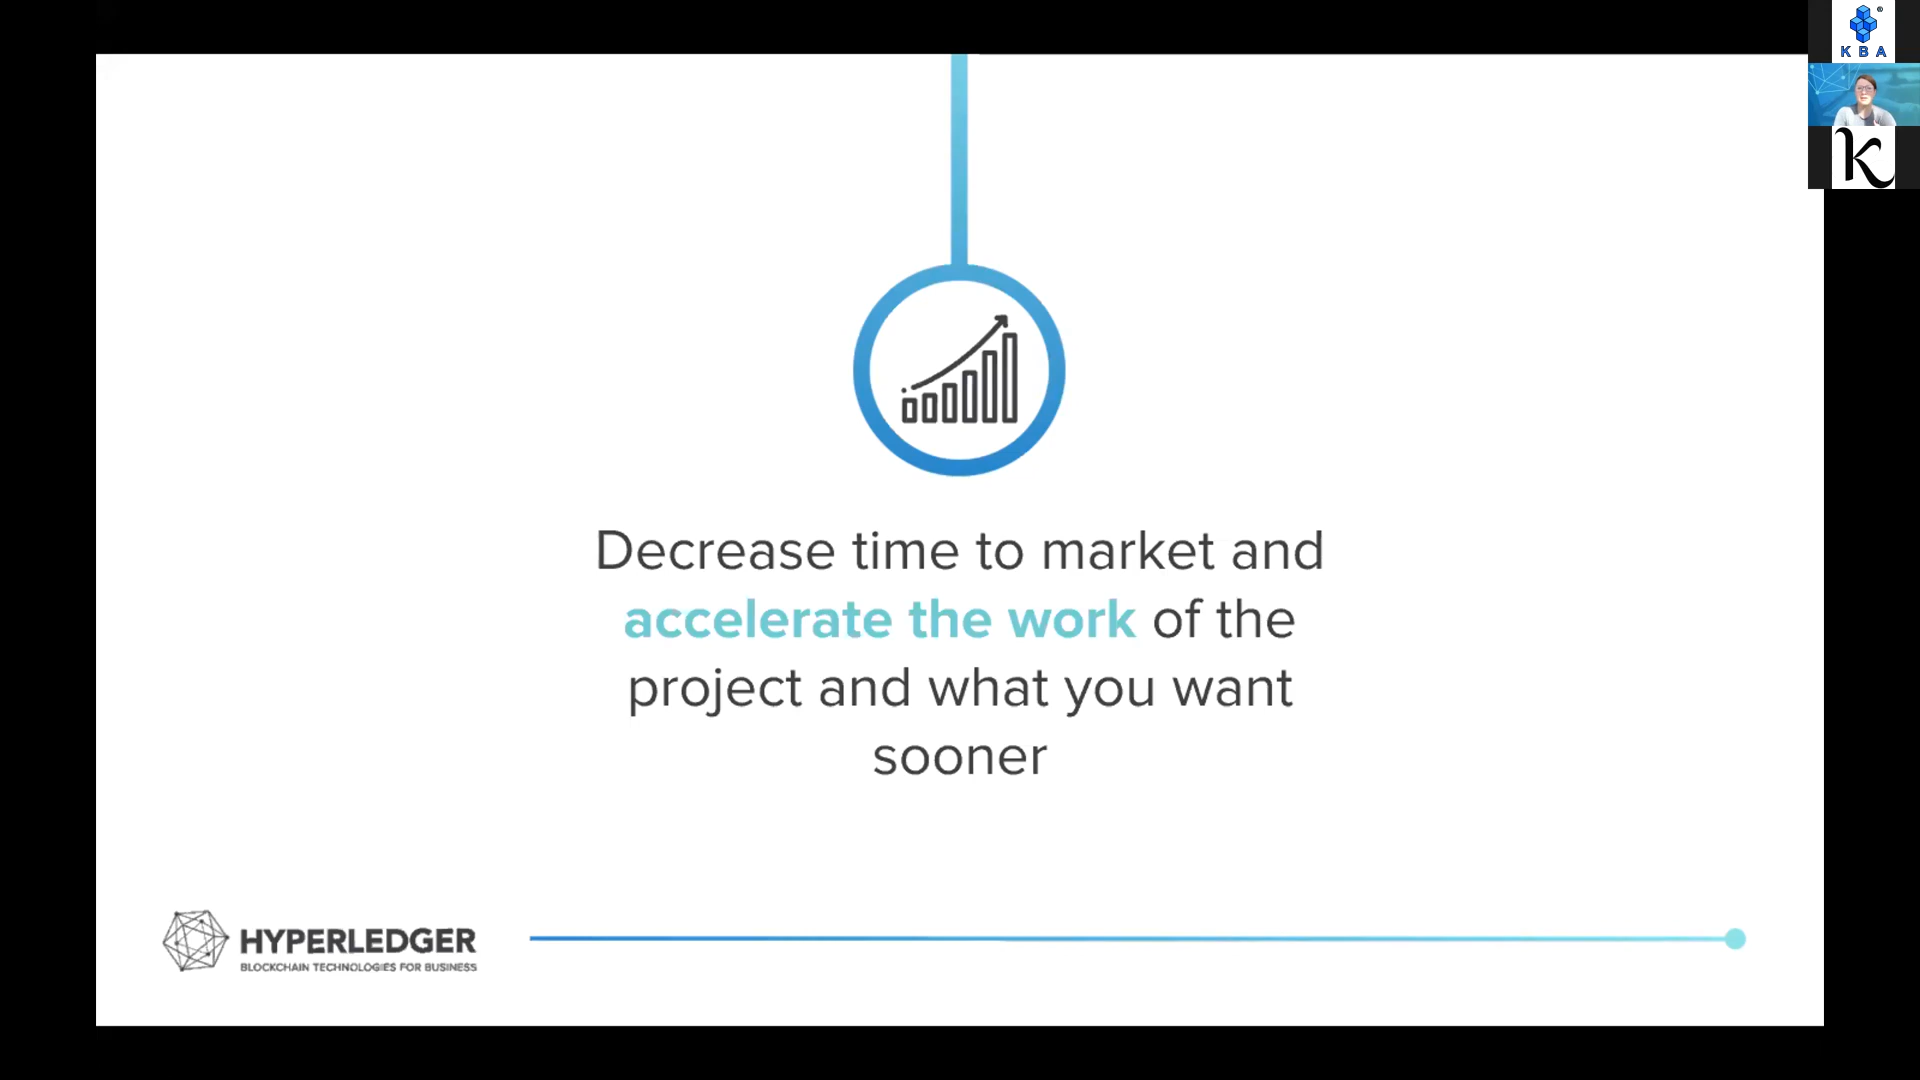 ®
K B A
k
Decrease time to market and
accelerate the work of the
project and what you want
sooner
HYPERLEDGER
BLOCKCHAIN TECHNOLOGIES FOR BUSINESS